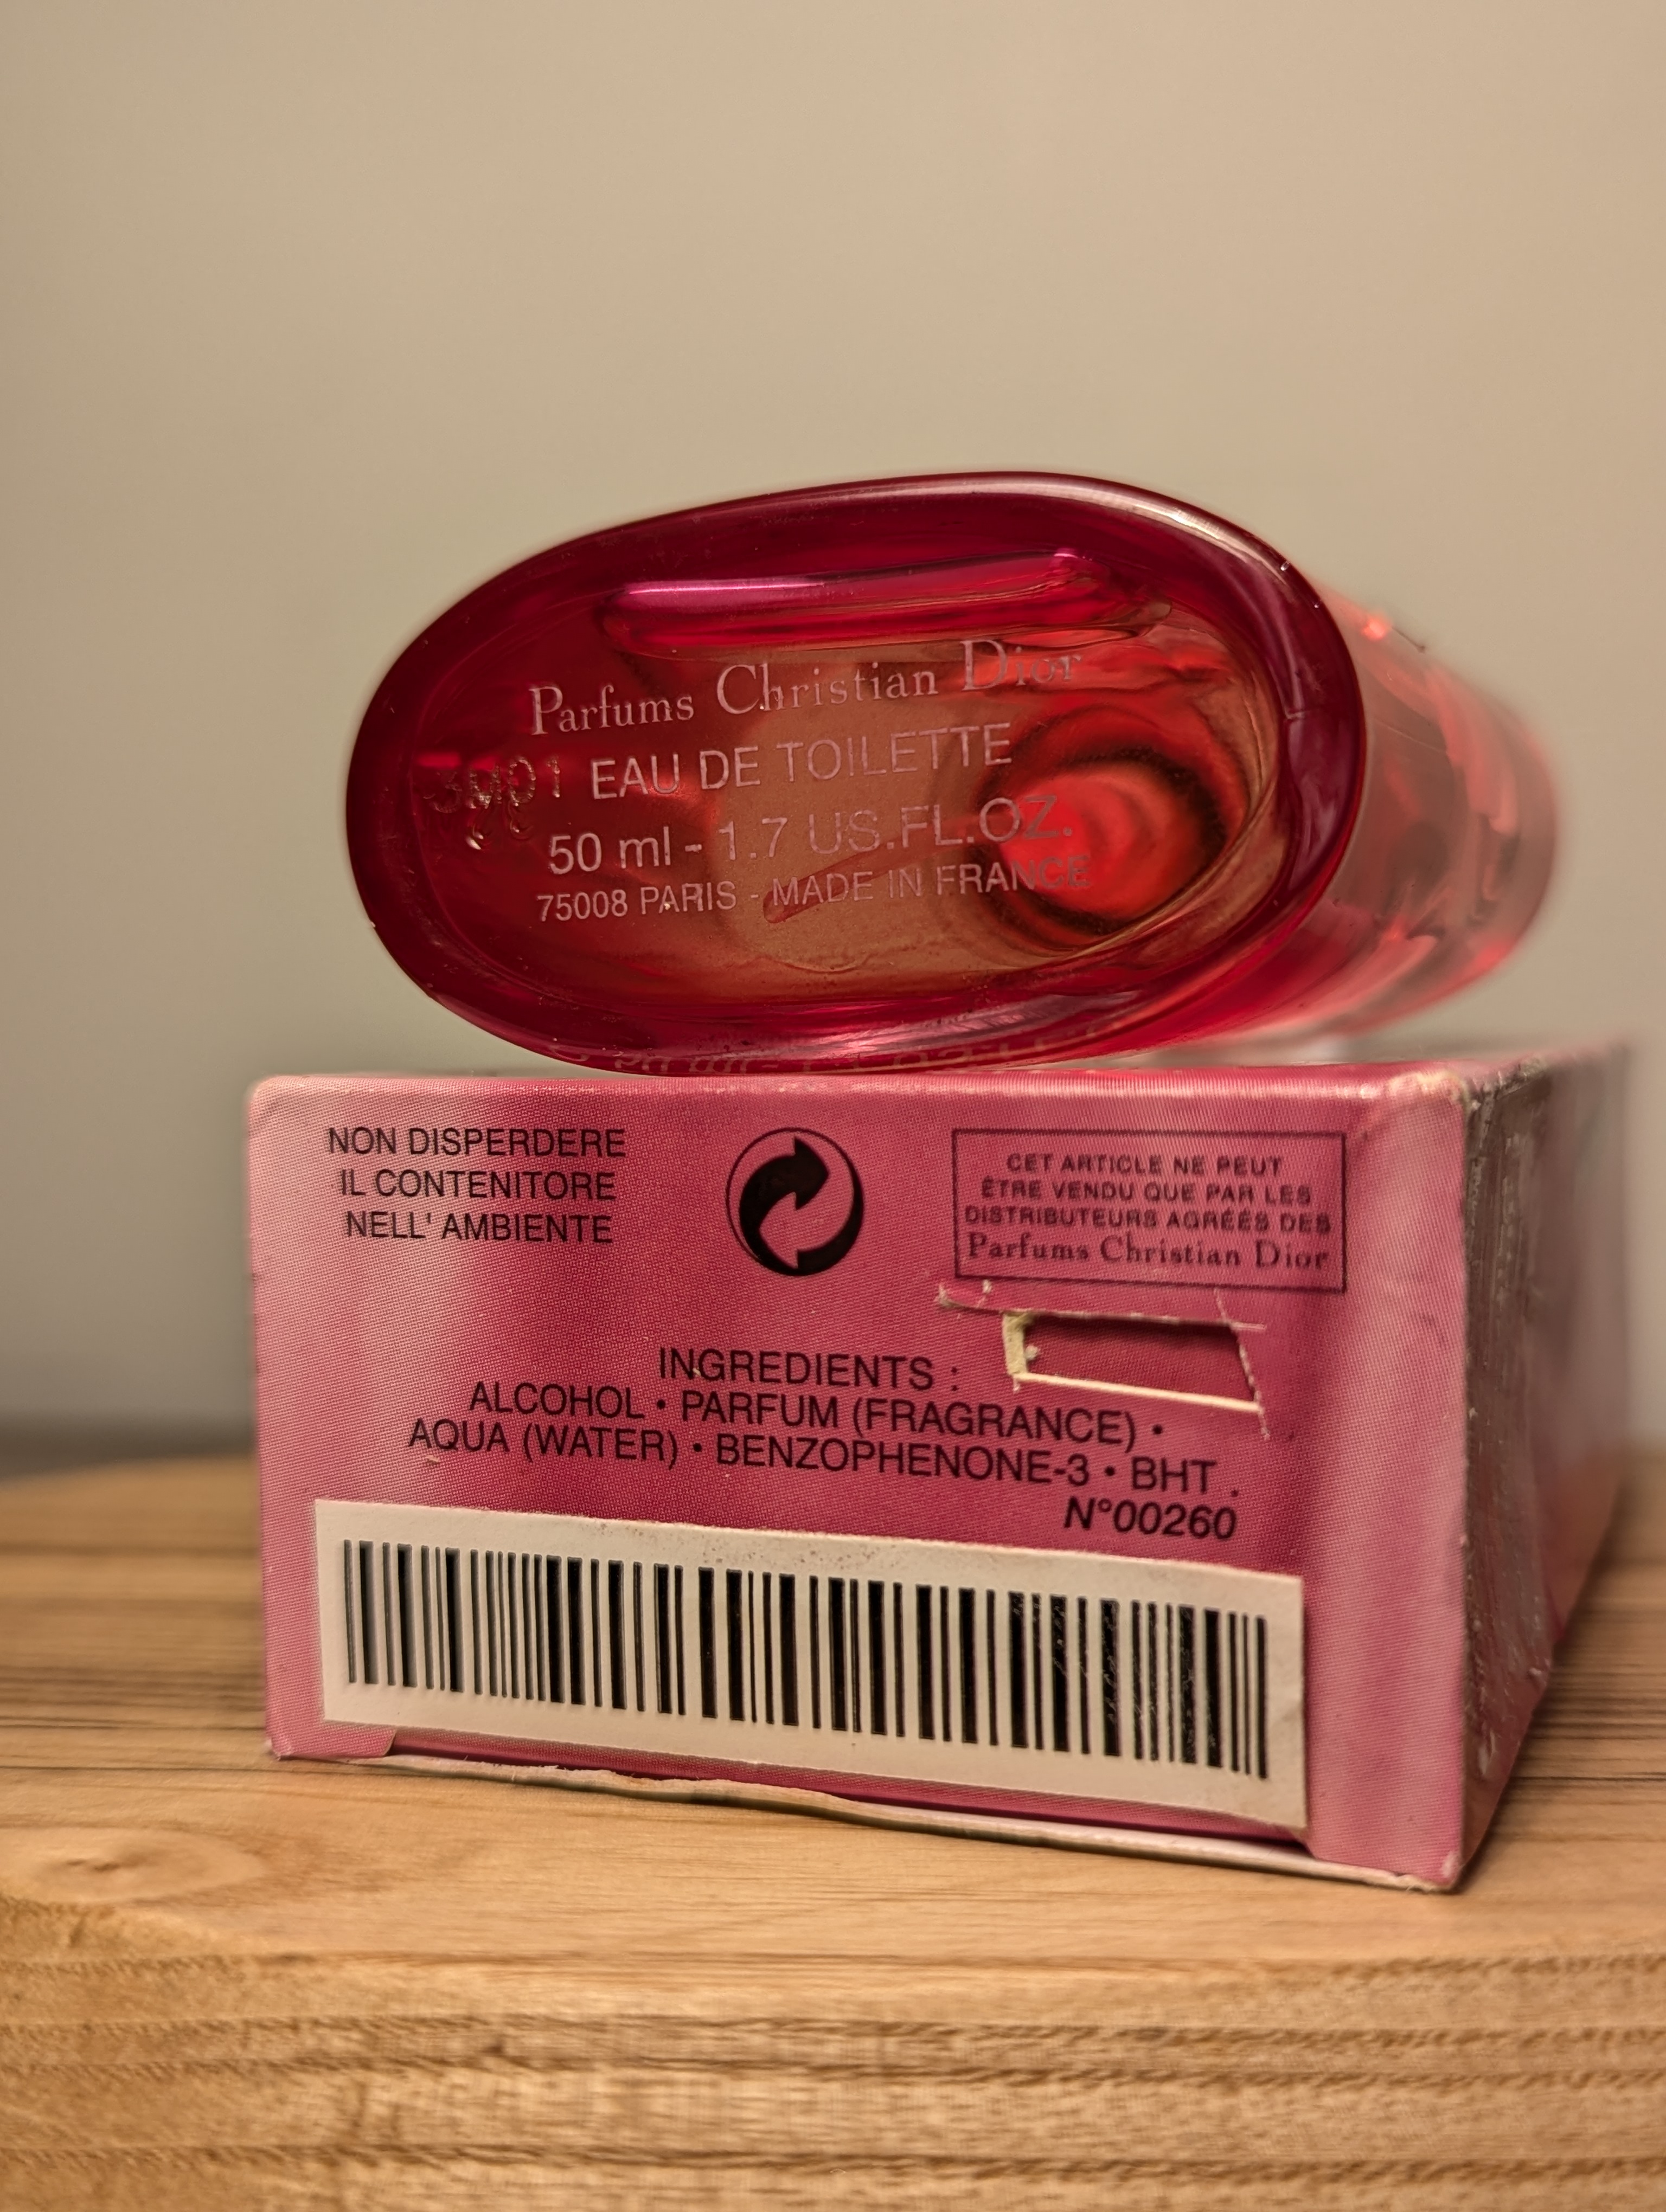 Parfums Christian Dior
3M01 EAU DE TOILETTE
50 ml - 1.7 US.FL.OZ.
75008 PARIS - MADE IN FRANCE
NON DISPERDERE
IL CONTENITORE
NELL' AMBIENTE
CET ARTICLE NE PEUT
ÊTRE VENDU QUE PAR LES
DISTRIBUTEURS AGRÉÉS DES
Parfums Christian Dior
INGREDIENTS :
ALCOHOL • PARFUM (FRAGRANCE) •
AQUA (WATER) • BENZOPHENONE-3 • BHT .
N°00260